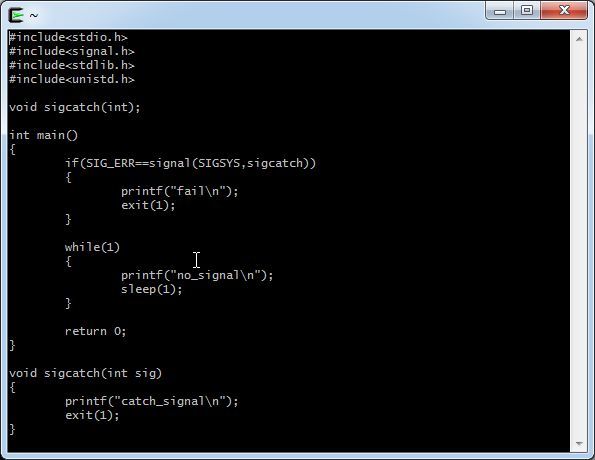 ~
#include<stdio.h>
#include<signal.h>
#include<stdlib.h>
#include<unistd.h>

void sigcatch(int);

int main()
{
        if(SIG_ERR==signal(SIGSYS,sigcatch))
        {
                printf("fail\n");
                exit(1);
        }

        while(1)
        {
                printf("no_signal\n");
                sleep(1);
        }

        return 0;
}

void sigcatch(int sig)
{
        printf("catch_signal\n");
        exit(1);
}